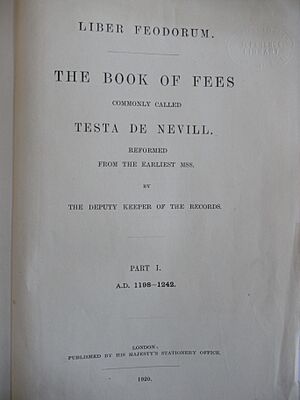 LIBER FEODORUM.
THE BOOK OF FEES
COMMONLY CALLED
TESTA DE NEVILL.
REFORMED
FROM THE EARLIEST MSS.
BY
THE DEPUTY KEEPER OF THE RECORDS.
PART I.
A.D. 1198–1242.
LONDON:
PUBLISHED BY HIS MAJESTY'S STATIONERY OFFICE.
1920.